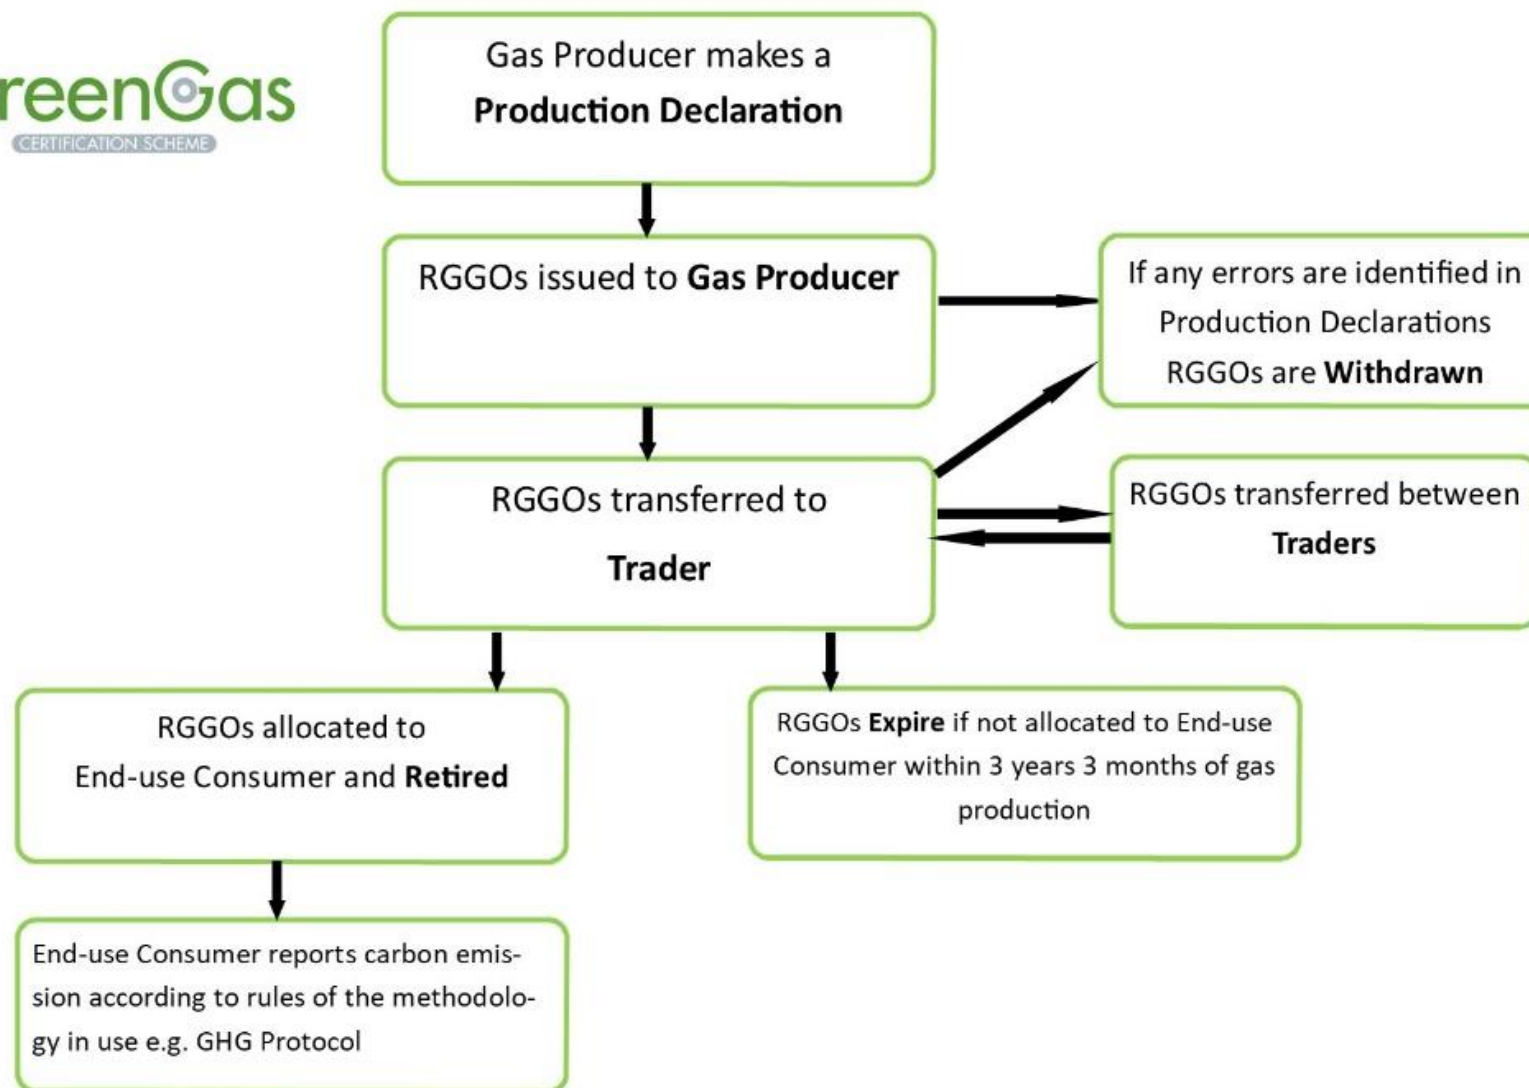 reenGas
CERTIFICATION SCHEME
Gas Producer makes a
Production Declaration
RGGOs issued to Gas Producer
If any errors are identified in
Production Declarations
RGGOs are Withdrawn
RGGOs transferred to
Trader
RGGOs transferred between
Traders
RGGOs allocated to
End-use Consumer and Retired
RGGOs Expire if not allocated to End-use
Consumer within 3 years 3 months of gas
production
End-use Consumer reports carbon emis-
sion according to rules of the methodolo-
gy in use e.g. GHG Protocol